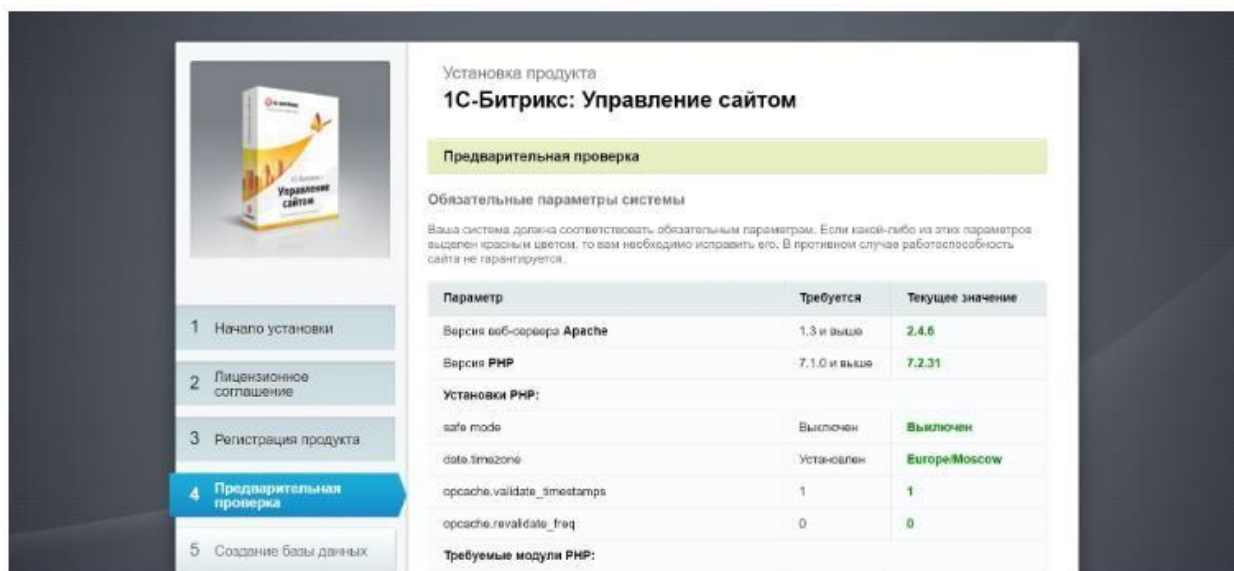 Установка продукта
1С-Битрикс: Управление сайтом
Предварительная проверка
Обязательные параметры системы
Ваша система должна соответствовать обязательным параметрам. Если какой-либо из этих параметров
выделен красным цветом, то вам необходимо исправить его. В противном случае работоспособность
сайта не гарантируется.
Параметр Требуется Текущее значение
Версия веб-сервера Apache 1.3 и выше 2.4.6
Версия PHP 7.1.0 и выше 7.2.31
Установки PHP:
safe mode Выключен Выключен
date.timezone Установлен Europe/Moscow
opcache.validate_timestamps 1 1
opcache.revalidate_freq 0 0
Требуемые модули PHP:
Управление
сайтом
1 Начало установки
2 Лицензионное
соглашение
3 Регистрация продукта
4 Предварительная
проверка
5 Создание базы данных